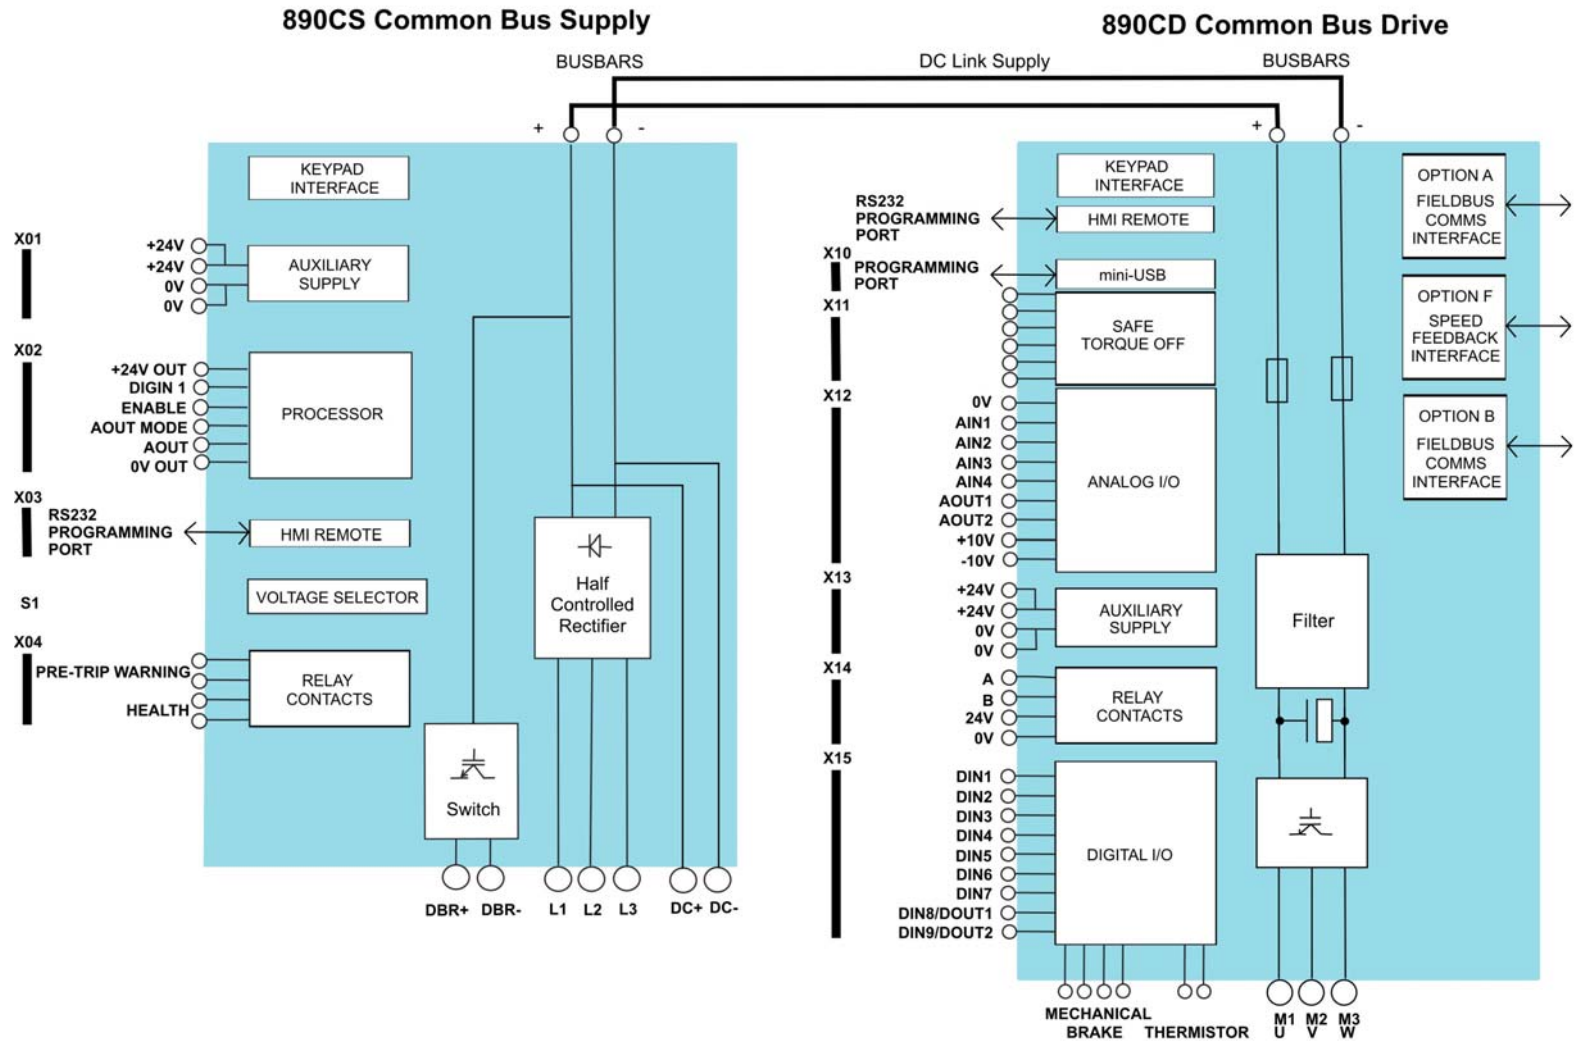 890CS Common Bus Supply
BUSBARS
+
-
KEYPAD
INTERFACE
X01
+24V
+24V
0V
0V
AUXILIARY
SUPPLY
X02
+24V OUT
DIGIN 1
ENABLE
AOUT MODE
AOUT
0V OUT
PROCESSOR
X03
RS232
PROGRAMMING
PORT
HMI REMOTE
S1
VOLTAGE SELECTOR
X04
PRE-TRIP WARNING
HEALTH
RELAY
CONTACTS
Half
Controlled
Rectifier
Switch
DBR+
DBR-
L1
L2
L3
DC+
DC-
DC Link Supply
890CD Common Bus Drive
BUSBARS
+
-
KEYPAD
INTERFACE
RS232
PROGRAMMING
PORT
HMI REMOTE
X10
PROGRAMMING
PORT
mini-USB
X11
SAFE
TORQUE OFF
X12
0V
AIN1
AIN2
AIN3
AIN4
AOUT1
AOUT2
+10V
-10V
ANALOG I/O
X13
+24V
+24V
0V
0V
AUXILIARY
SUPPLY
X14
A
B
24V
0V
RELAY
CONTACTS
X15
DIN1
DIN2
DIN3
DIN4
DIN5
DIN6
DIN7
DIN8/DOUT1
DIN9/DOUT2
DIGITAL I/O
MECHANICAL
BRAKE
THERMISTOR
Filter
M1
U
M2
V
M3
W
OPTION A
FIELDBUS
COMMS
INTERFACE
OPTION F
SPEED
FEEDBACK
INTERFACE
OPTION B
FIELDBUS
COMMS
INTERFACE